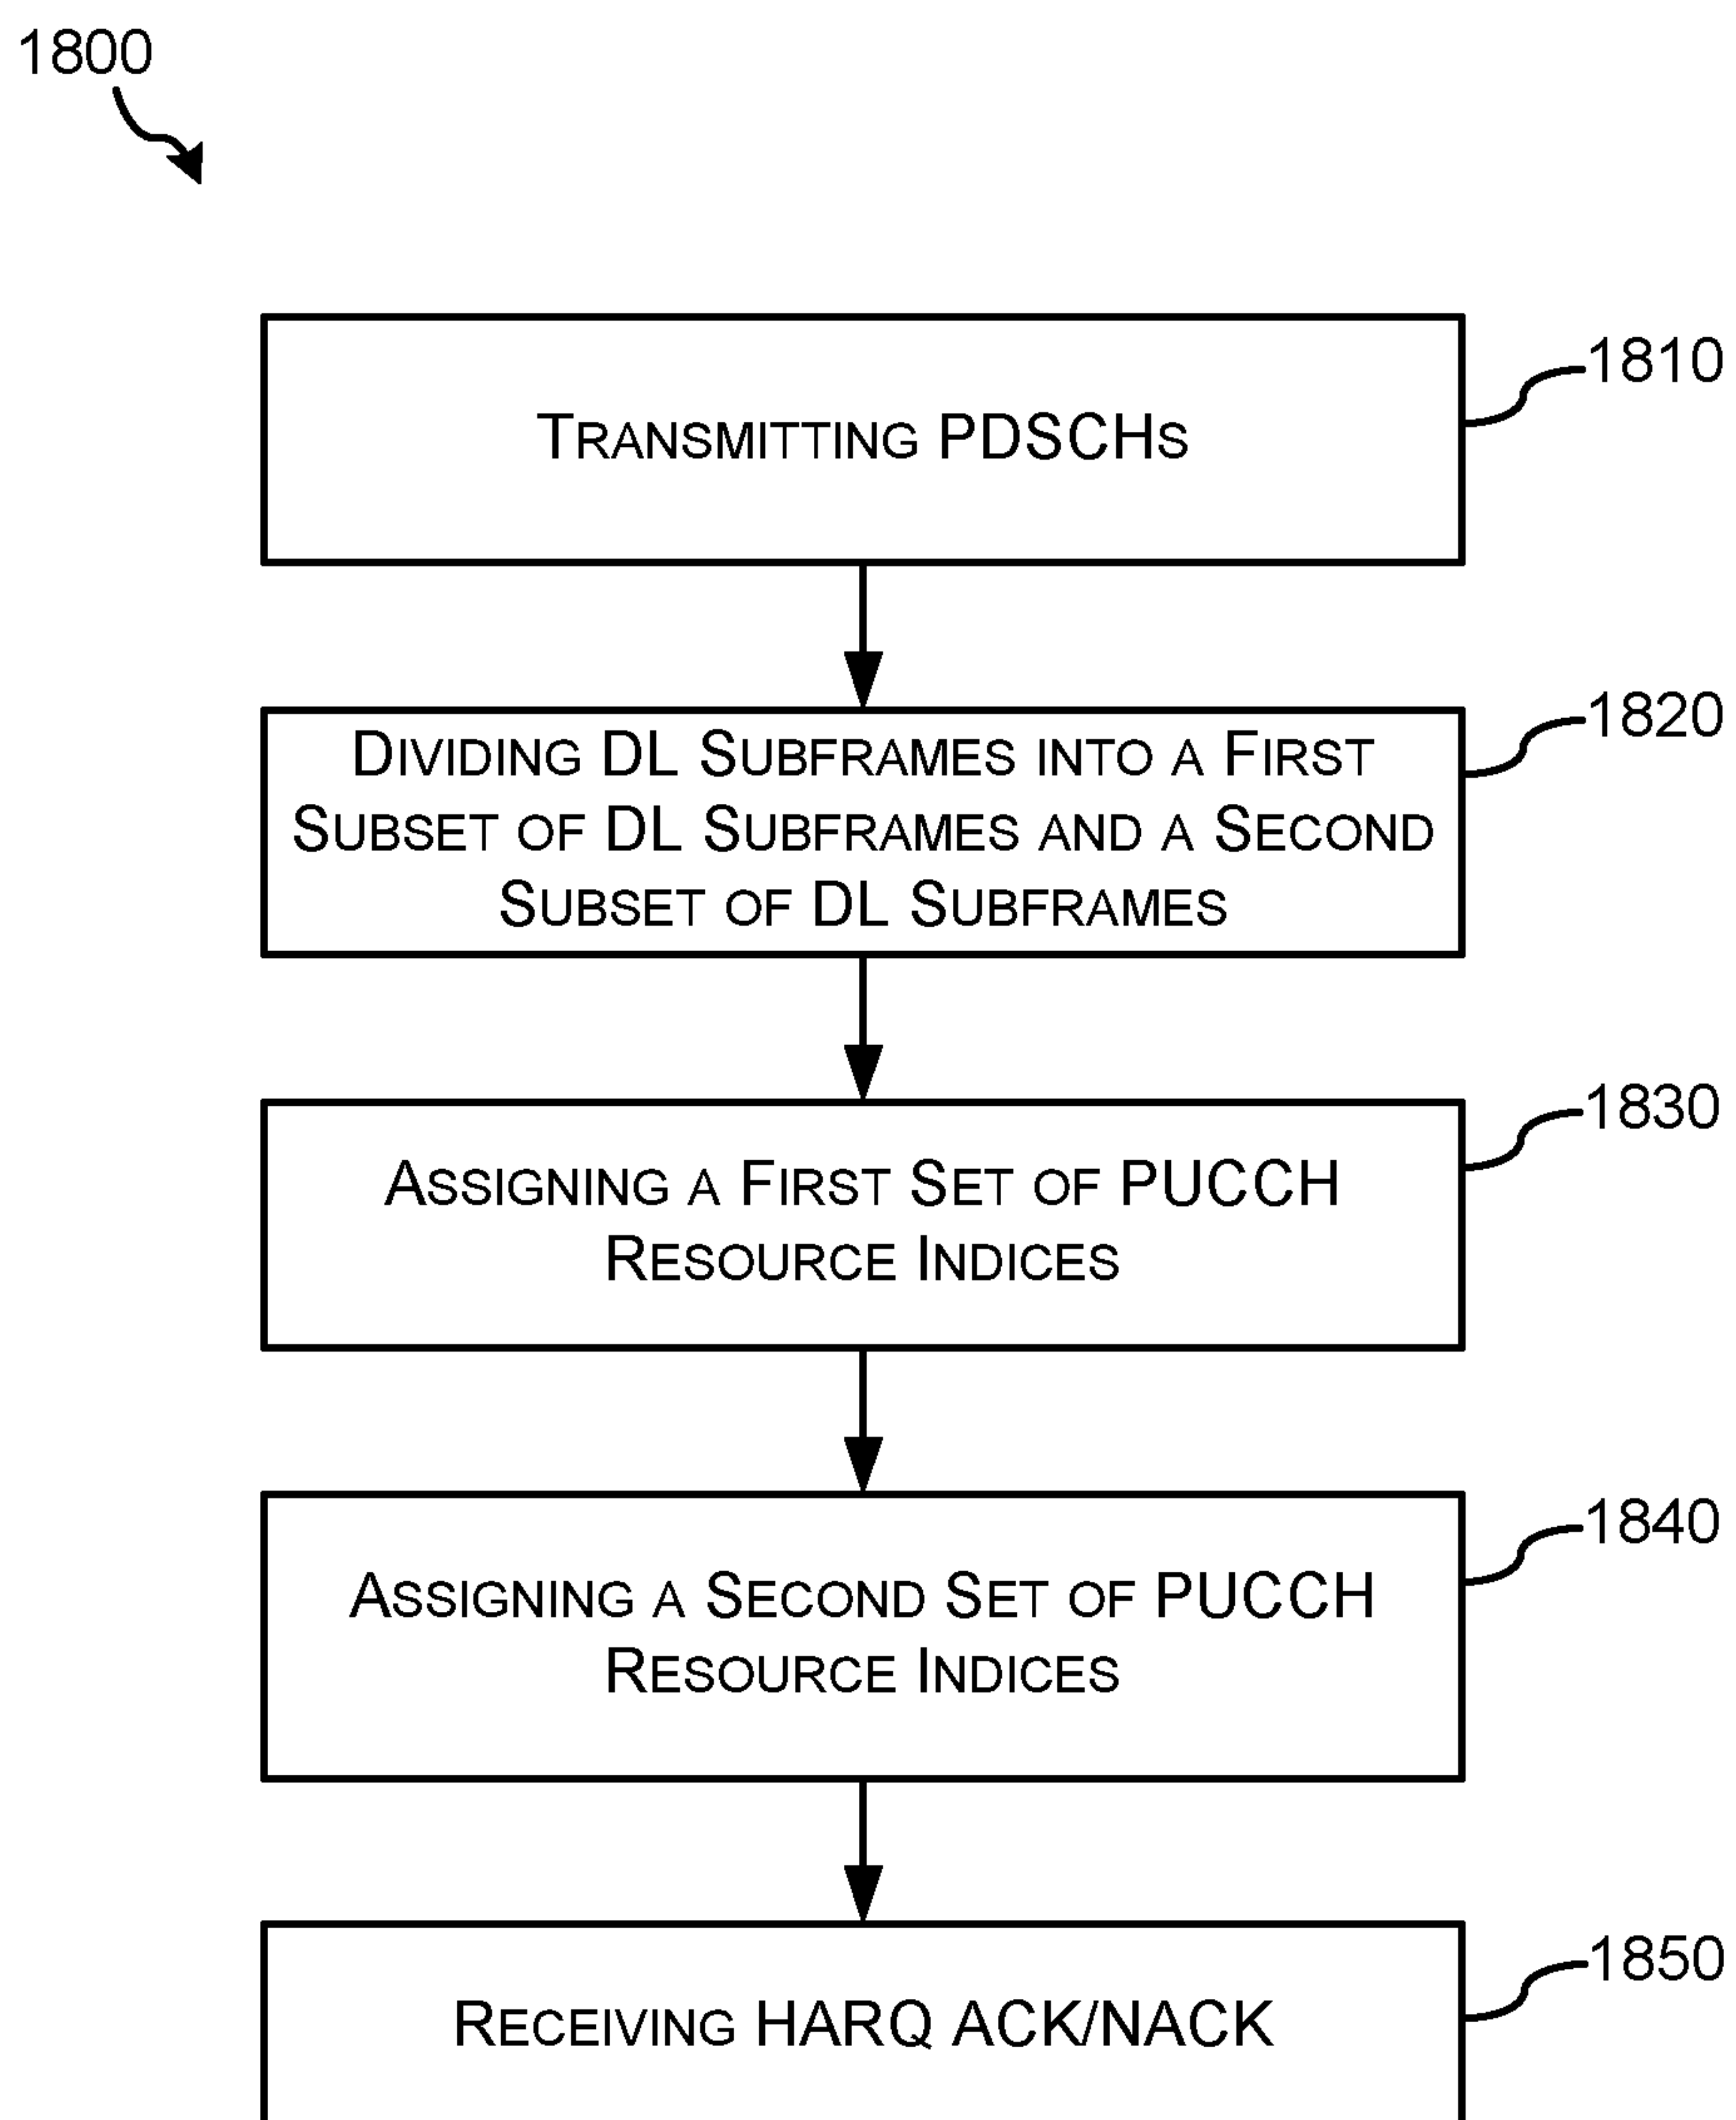 1800
1810
TRANSMITTING PDSCHS
1820
DIVIDING DL SUBFRAMES INTO A FIRST
SUBSET OF DL SUBFRAMES AND A SECOND
SUBSET OF DL SUBFRAMES
1830
ASSIGNING A FIRST SET OF PUCCH
RESOURCE INDICES
1840
ASSIGNING A SECOND SET OF PUCCH
RESOURCE INDICES
1850
RECEIVING HARQ ACK/NACK